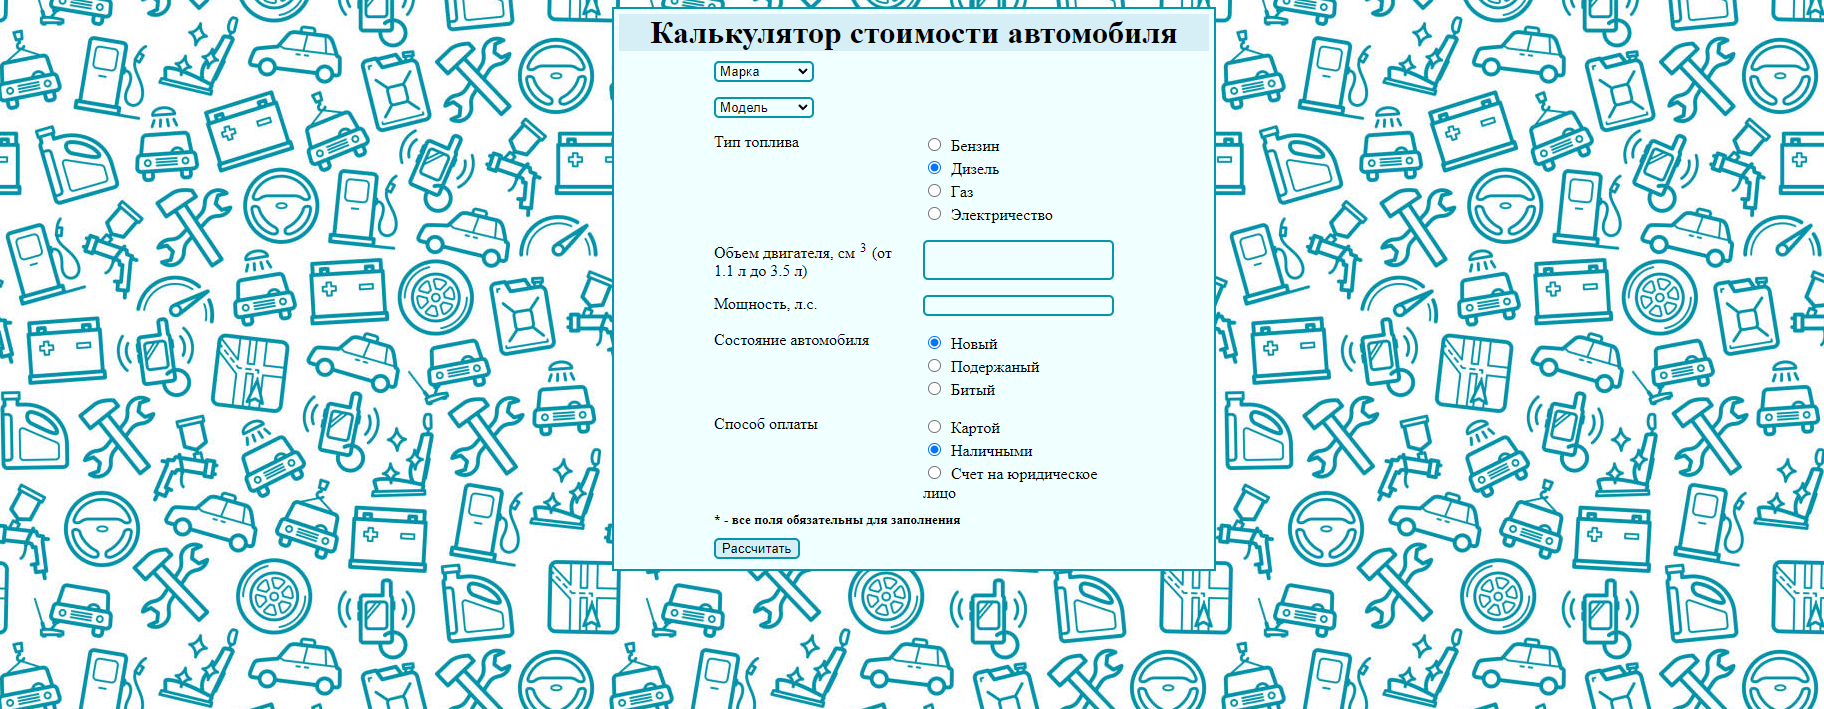 Калькулятор стоимости автомобиля
Марка
Модель
Тип топлива
Бензин
Дизель
Газ
Электричество
Объем двигателя, см 3 (от
1.1 л до 3.5 л)
Мощность, л.с.
Состояние автомобиля
Новый
Подержаный
Битый
Способ оплаты
Картой
Наличными
Счет на юридическое
лицо
* - все поля обязательны для заполнения
Рассчитать